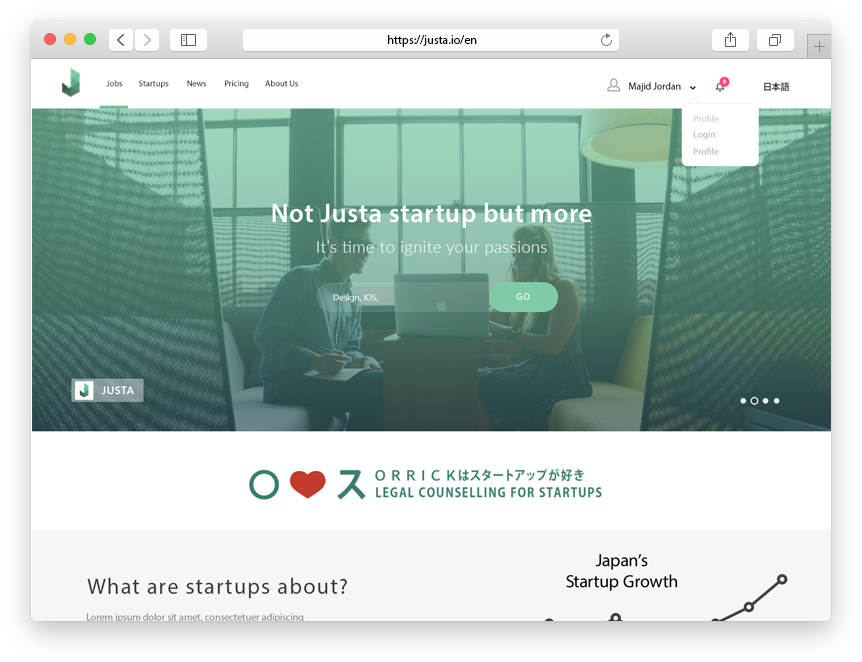 https://justa.io/en
Jobs Startups News Pricing About Us Majid Jordan 8 日本語
Profile
Login
Profile
Not Justa startup but more
It's time to ignite your passions
Design, IOS, GO
JUSTA
O ス
ORRICKはスタートアップが好き
LEGAL COUNSELLING FOR STARTUPS
Japan's
Startup Growth
What are startups about?
Lorem ipsum dolor sit amet, consectetuer adipiscing